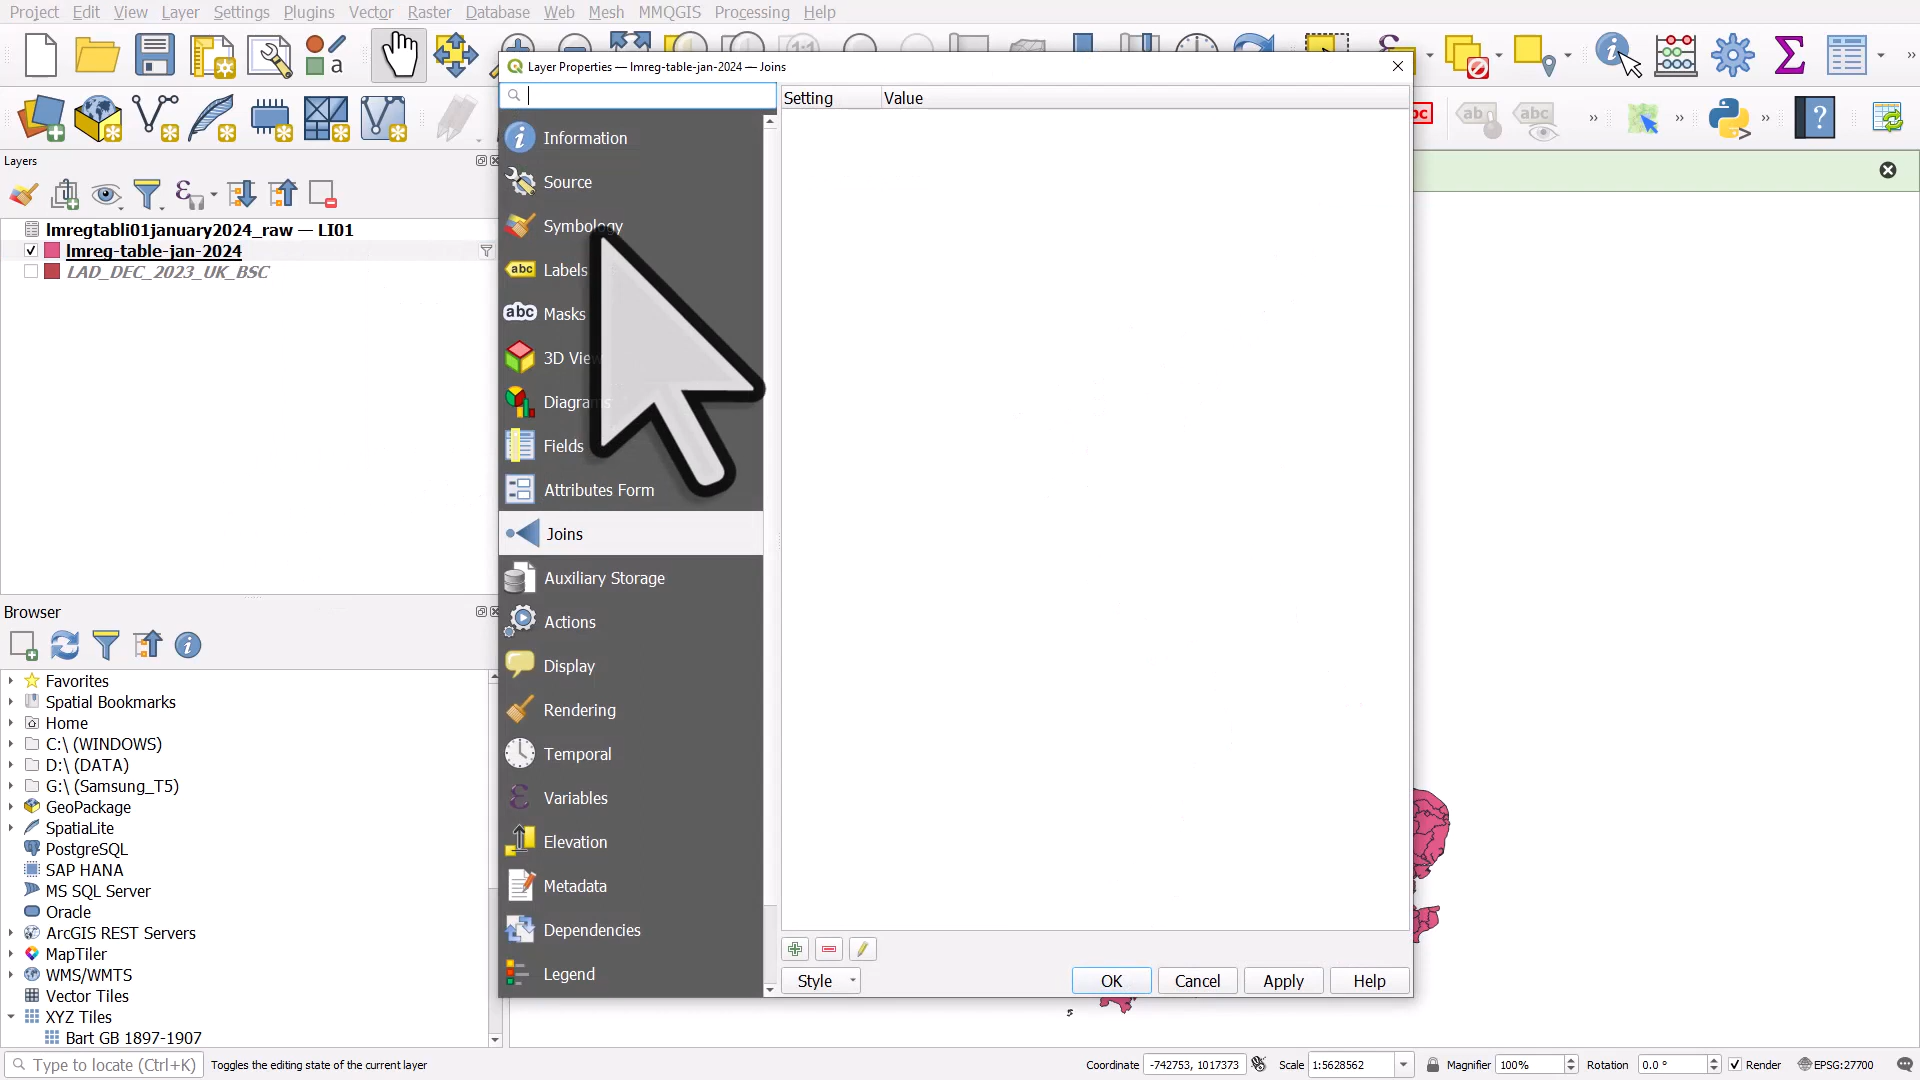 Project Edit View Layer Settings Plugins Vector Raster Database Web Mesh MMQGIS Processing Help
Layer Properties — lmreg-table-jan-2024 — Joins
Setting Value
Information
Source
Symbology
Labels
Masks
3D View
Diagrams
Fields
Attributes Form
Joins
Auxiliary Storage
Actions
Display
Rendering
Temporal
Variables
Elevation
Metadata
Dependencies
Legend
Style OK Cancel Apply Help
Layers
lmregtabli01january2024_raw — LI01
lmreg-table-jan-2024
LAD_DEC_2023_UK_BSC
Browser
Favorites
Spatial Bookmarks
Home
C:\ (WINDOWS)
D:\ (DATA)
G:\ (Samsung_T5)
GeoPackage
SpatiaLite
PostgreSQL
SAP HANA
MS SQL Server
Oracle
ArcGIS REST Servers
MapTiler
WMS/WMTS
Vector Tiles
XYZ Tiles
Bart GB 1897-1907
Type to locate (Ctrl+K) Toggles the editing state of the current layer Coordinate -742753, 1017373 Scale 1:5628562 Magnifier 100% Rotation 0.0 ° Render EPSG:27700